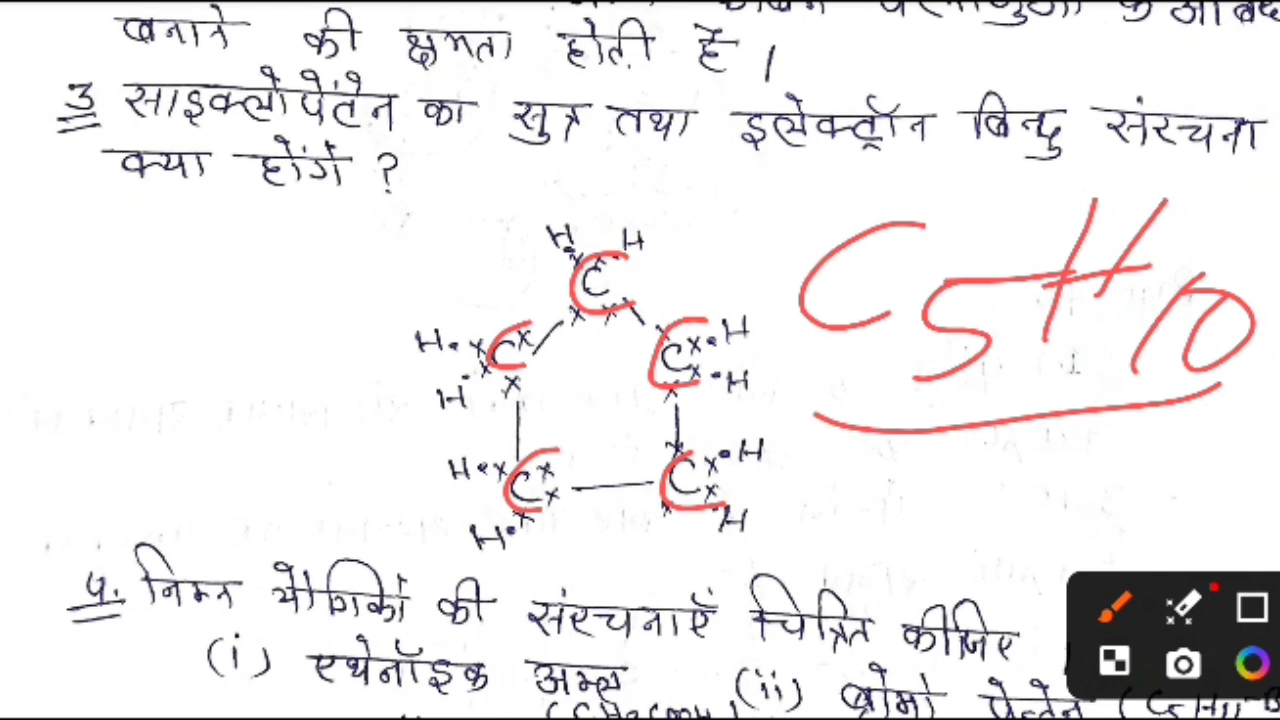 बनाने की क्षमता होती है ।
3 साइक्लोपेंटेन का सुत्र तथा इलेक्ट्रॉन बिन्दु संरचना
क्या होंगे ?
H H
C
H C C H
H H
C5H10
H C C H
H H
4. निम्न यौगिकों की संरचनाएँ चित्रित कीजिए
(i) एथेनॉइक अम्ल (ii) ब्रोमो पेन्टेन